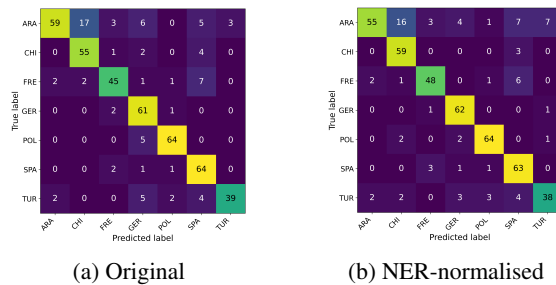 ARA 59 17 3 6 0 5 3
CHI 0 55 1 2 0 4 0
FRE 2 2 45 1 1 7 0
GER 0 0 2 61 1 0 0
POL 0 0 0 5 64 0 0
SPA 0 0 2 1 1 64 0
TUR 2 0 0 5 2 4 39
ARA CHI FRE GER POL SPA TUR
True label
Predicted label
(a) Original
ARA 55 16 3 4 1 7 7
CHI 0 59 0 0 0 3 0
FRE 2 1 48 0 1 6 0
GER 0 0 1 62 0 0 1
POL 0 2 0 2 64 0 1
SPA 0 0 3 1 1 63 0
TUR 2 2 0 3 3 4 38
ARA CHI FRE GER POL SPA TUR
True label
Predicted label
(b) NER-normalised